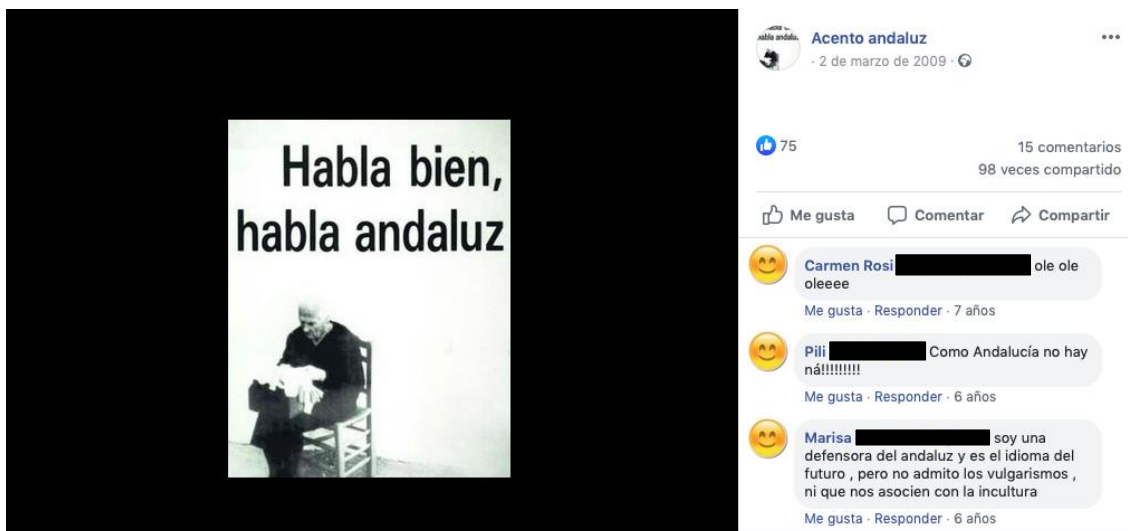 Habla bien,
habla andaluz
habla andaluz
Acento andaluz
· 2 de marzo de 2009 ·
75
15 comentarios
98 veces compartido
Me gusta
Comentar
Compartir
Carmen Rosi ole ole
oleeee
Me gusta · Responder · 7 años
Pili Como Andalucía no hay
ná!!!!!!!!!
Me gusta · Responder · 6 años
Marisa soy una
defensora del andaluz y es el idioma del
futuro , pero no admito los vulgarismos ,
ni que nos asocien con la incultura
Me gusta · Responder · 6 años